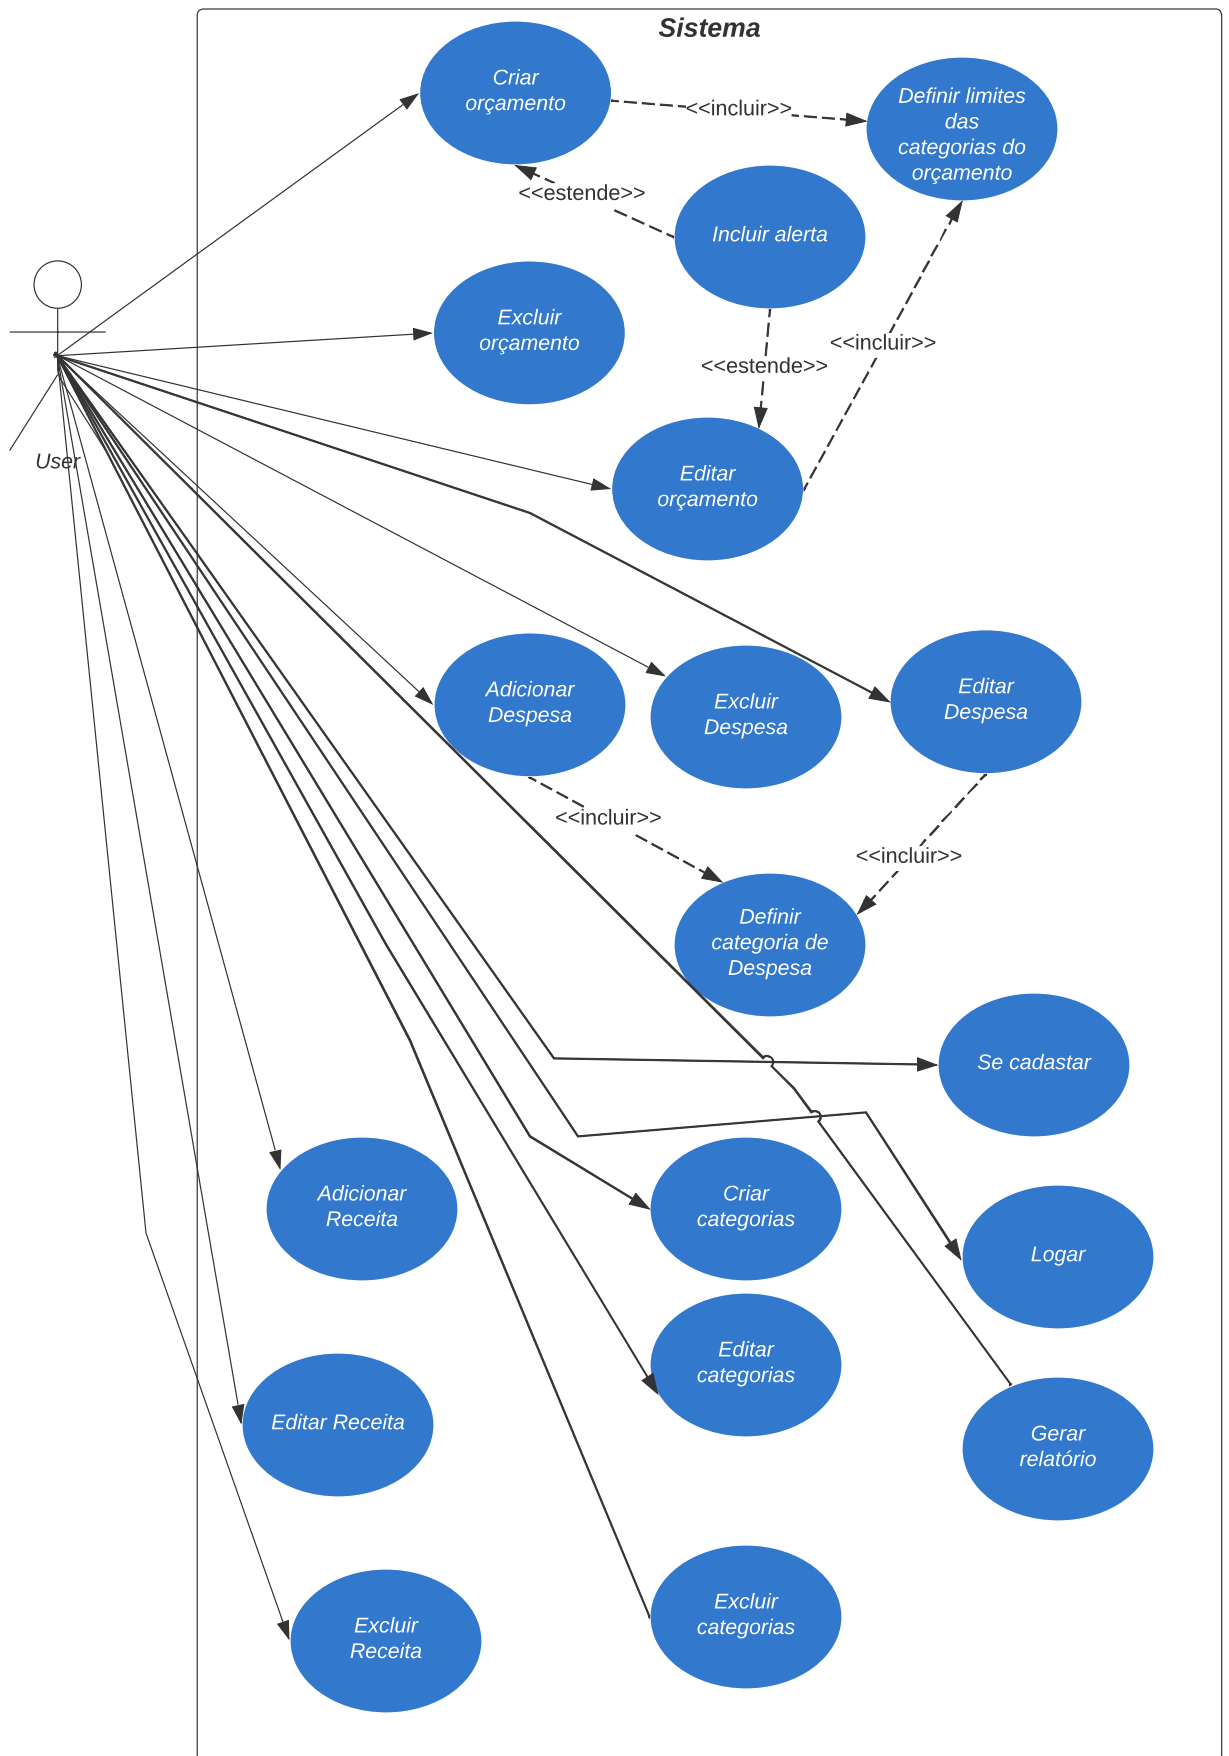 Sistema
Criar
orçamento
<<incluir>>
Definir limites
das
categorias do
orçamento
<<estende>>
Incluir alerta
Excluir
orçamento
<<incluir>>
<<estende>>
User
Editar
orçamento
Adicionar
Despesa
Excluir
Despesa
Editar
Despesa
<<incluir>>
<<incluir>>
Definir
categoria de
Despesa
Se cadastar
Adicionar
Receita
Criar
categorias
Logar
Editar
categorias
Editar Receita
Gerar
relatório
Excluir
categorias
Excluir
Receita